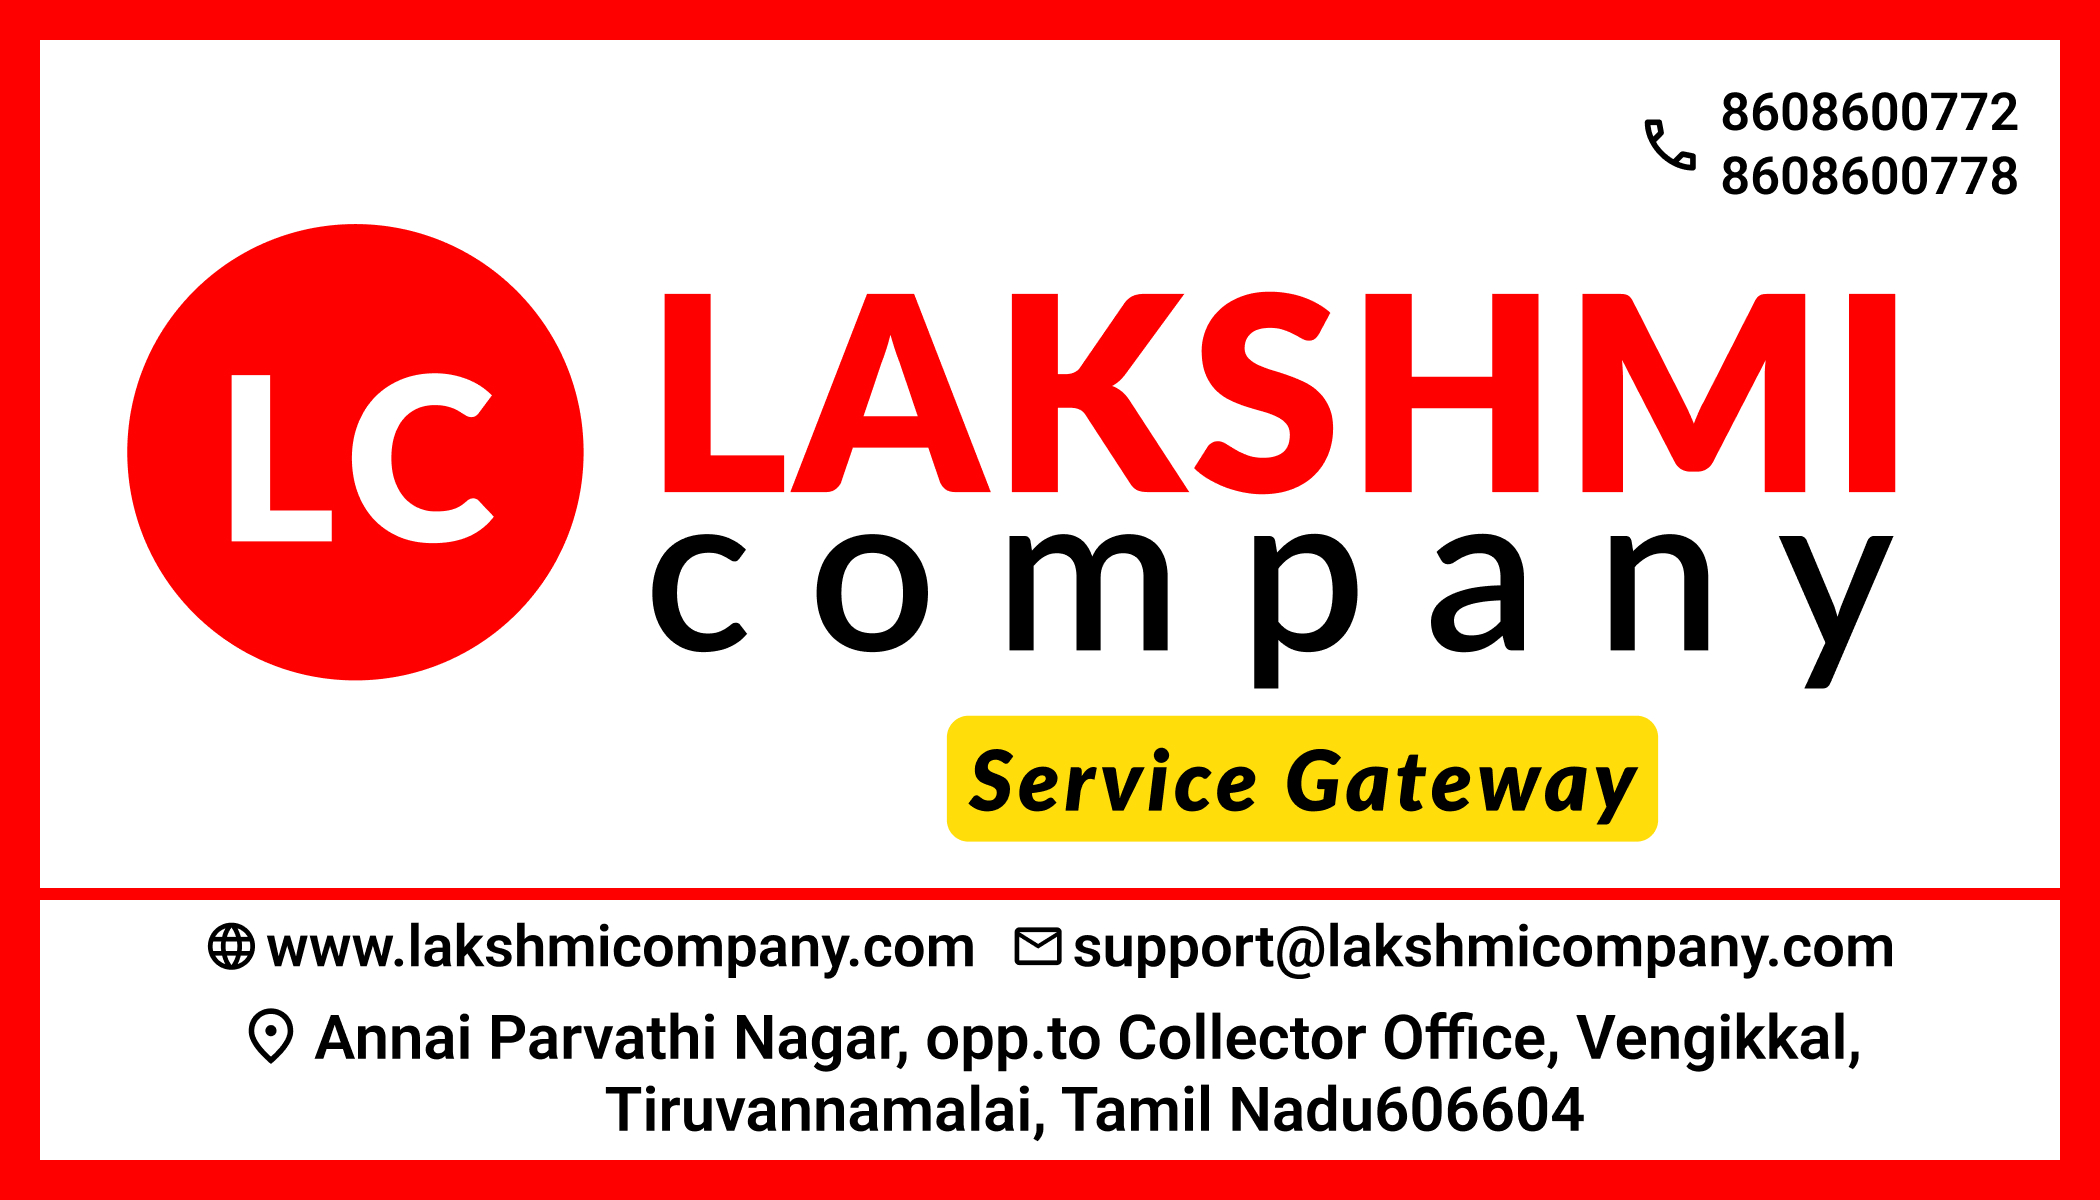 8608600772
8608600778
LC
LAKSHMI
company
Service Gateway
www.lakshmicompany.com support@lakshmicompany.com
Annai Parvathi Nagar, opp.to Collector Office, Vengikkal,
Tiruvannamalai, Tamil Nadu606604